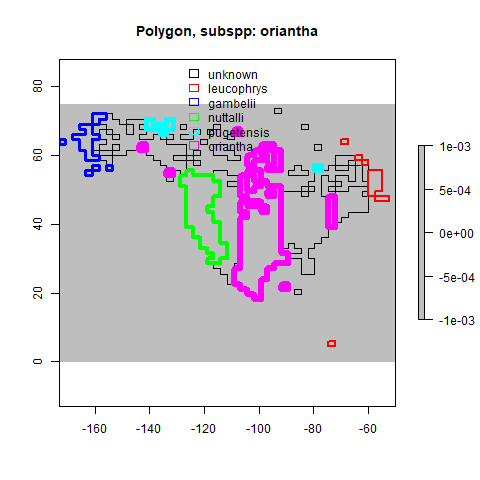 Polygon, subspp: oriantha
unknown
leucophrys
gambelii
nuttalli
pugetensis
oriantha
80
60
40
20
0
-160
-140
-120
-100
-80
-60
1e-03
5e-04
0e+00
-5e-04
-1e-03